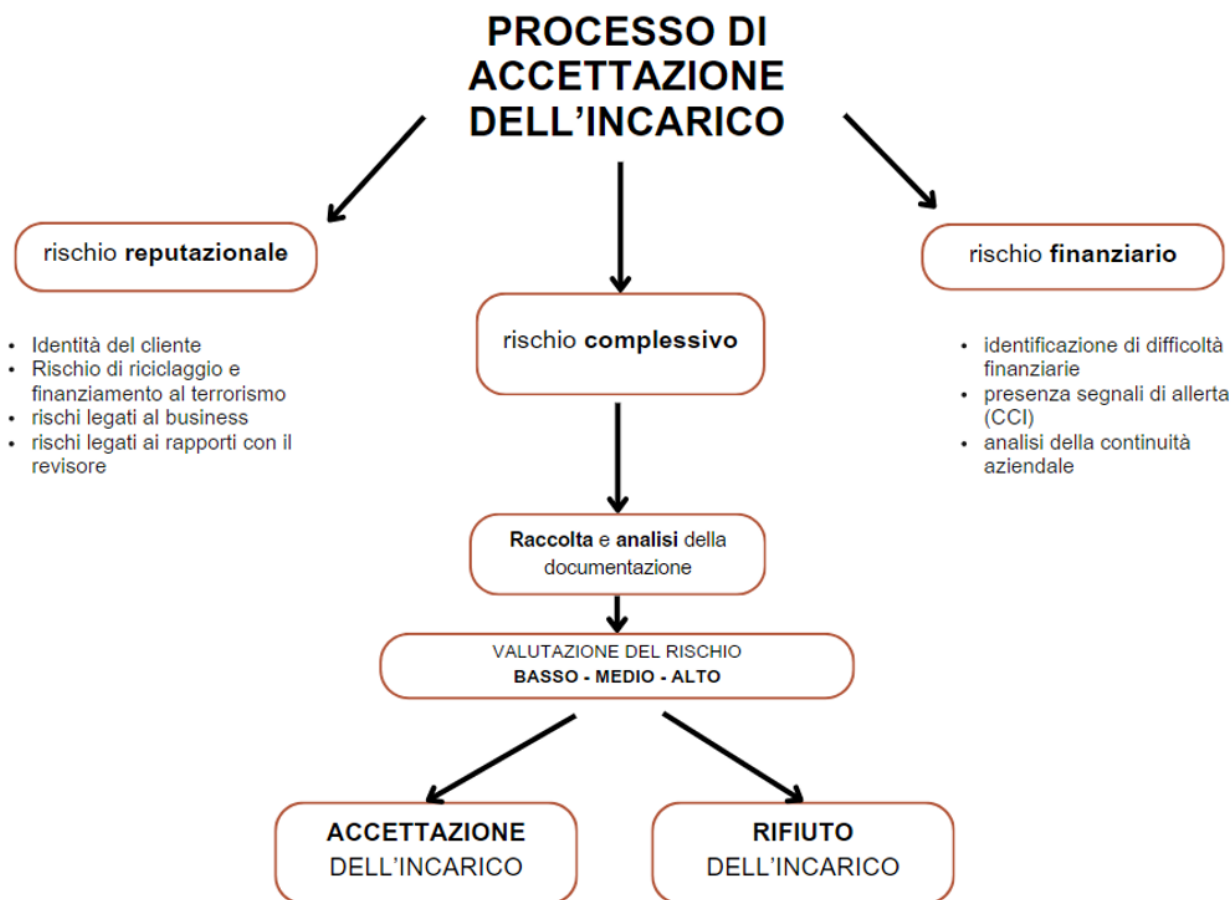 PROCESSO DI
ACCETTAZIONE
DELL’INCARICO
rischio reputazionale
• Identità del cliente
• Rischio di riciclaggio e
finanziamento al terrorismo
• rischi legati al business
• rischi legati ai rapporti con il
revisore
rischio complessivo
rischio finanziario
• identificazione di difficoltà
finanziarie
• presenza segnali di allerta
(CCI)
• analisi della continuità
aziendale
Raccolta e analisi della
documentazione
VALUTAZIONE DEL RISCHIO
BASSO - MEDIO - ALTO
ACCETTAZIONE
DELL’INCARICO
RIFIUTO
DELL’INCARICO